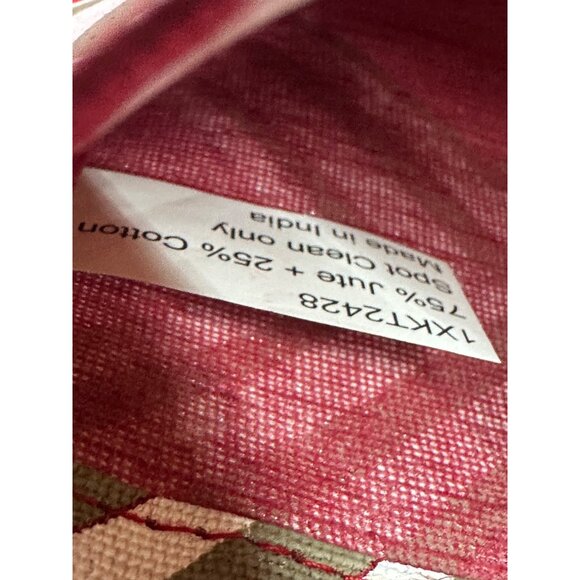 1XKT2428
75% Jute + 25% Cotton
Spot Clean only
Made in India